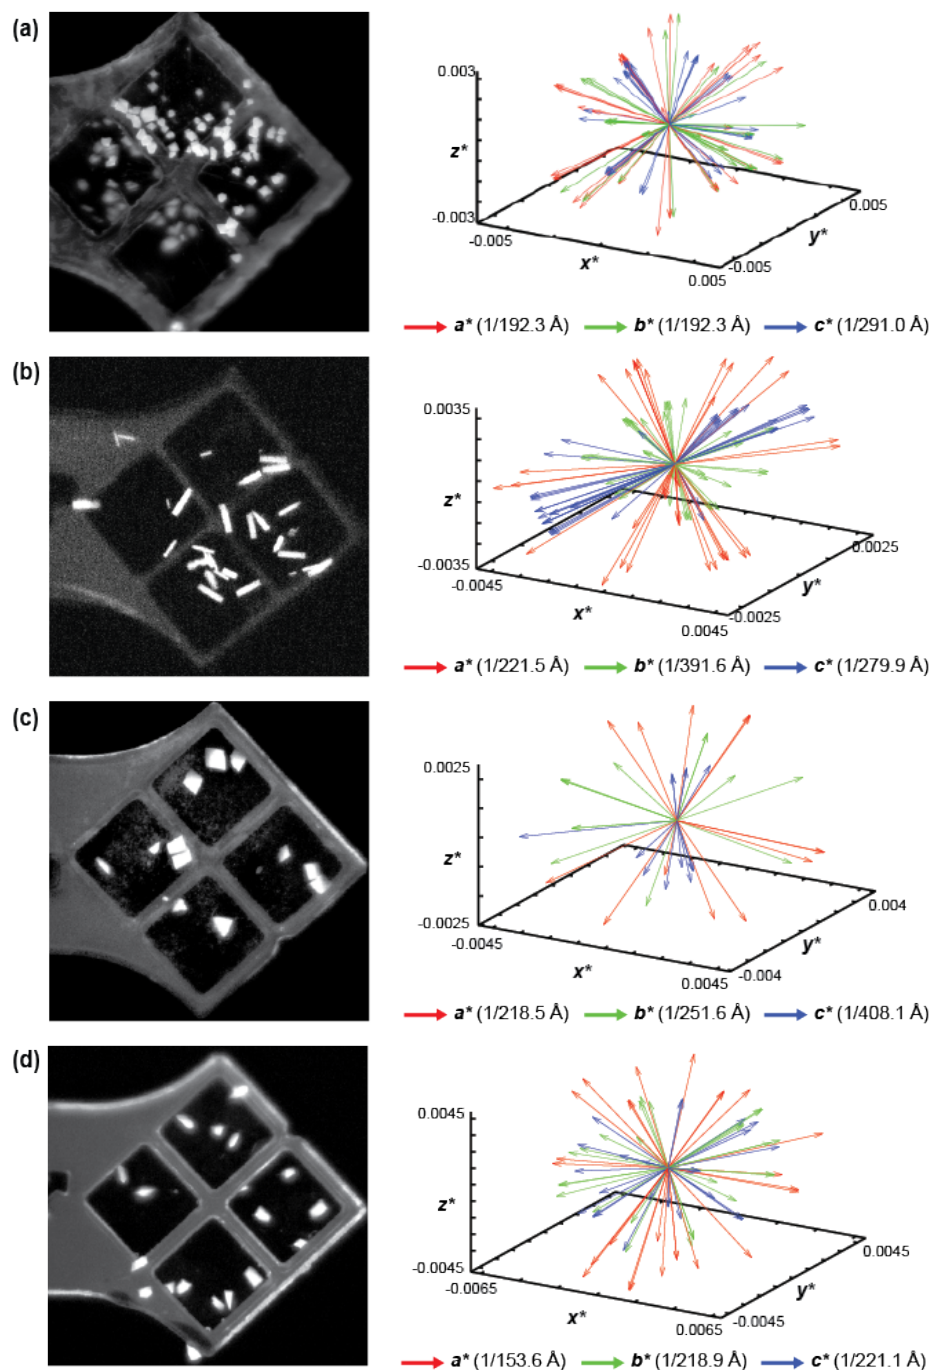 (a)
0.003
z*
-0.003
-0.005
x*
0.005
-0.005
y*
0.005
a* (1/192.3 Å) b* (1/192.3 Å) c* (1/291.0 Å)
(b)
0.0035
z*
-0.0035
-0.0045
x*
0.0045
-0.0025
y*
0.0025
a* (1/221.5 Å) b* (1/391.6 Å) c* (1/279.9 Å)
(c)
0.0025
z*
-0.0025
-0.0045
x*
0.0045
-0.004
y*
0.004
a* (1/218.5 Å) b* (1/251.6 Å) c* (1/408.1 Å)
(d)
0.0045
z*
-0.0045
-0.0065
x*
0.0065
-0.0045
y*
0.0045
a* (1/153.6 Å) b* (1/218.9 Å) c* (1/221.1 Å)